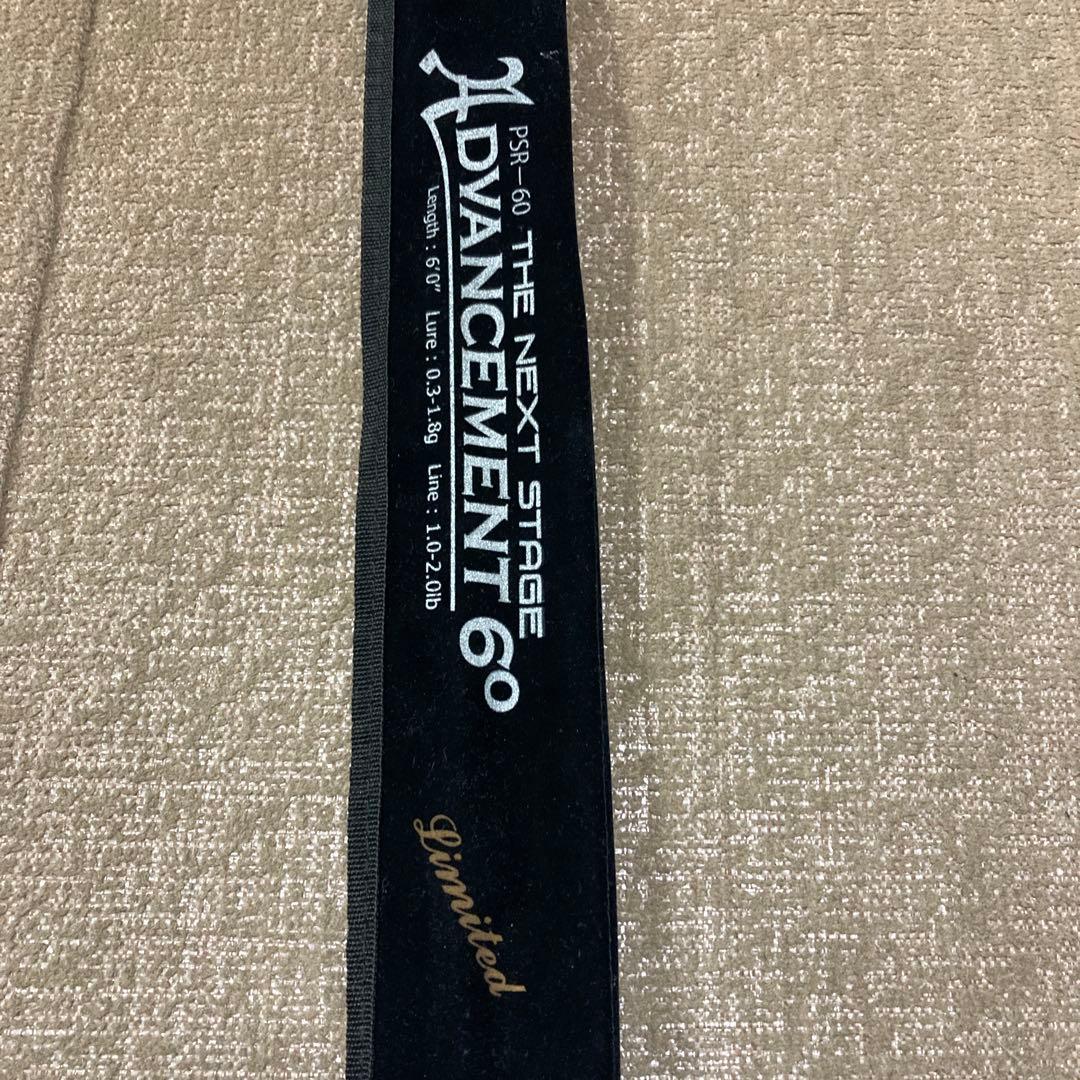 PSR-60 THE NEXT STAGE
ADVANCEMENT 60
Length : 6'0" Lure : 0.3-1.8g Line : 1.0-2.0lb
Limited